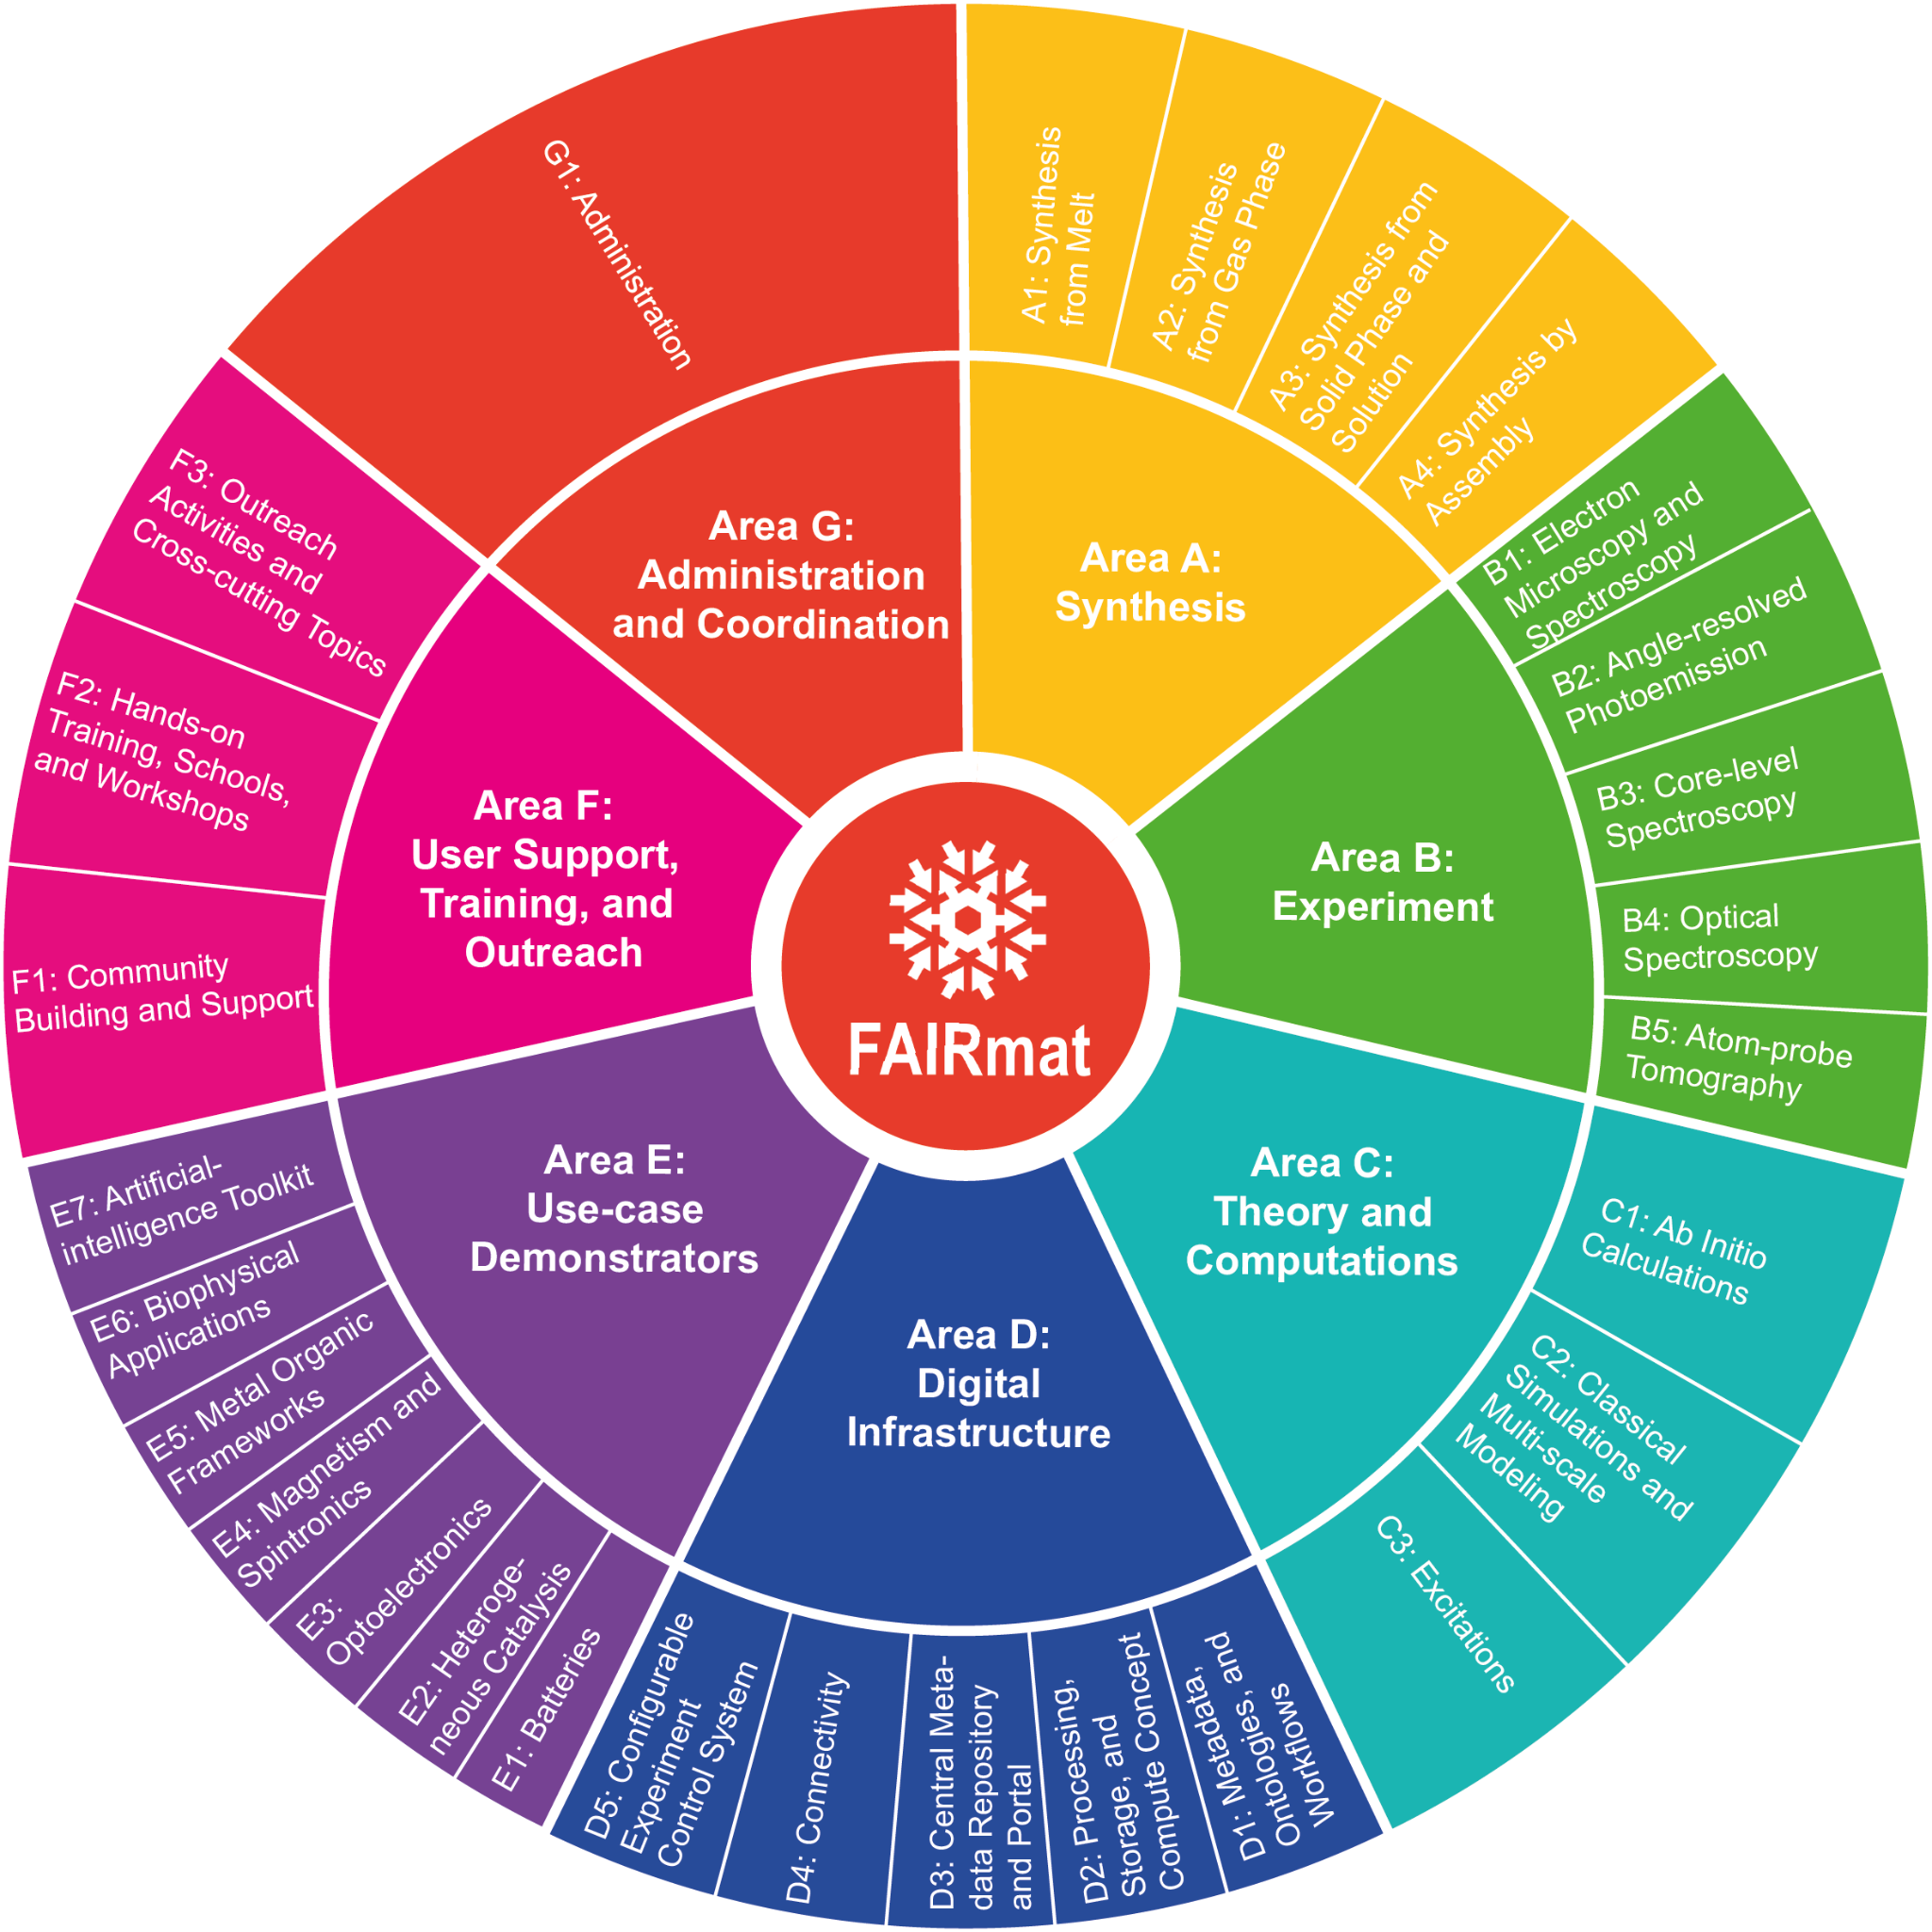 FAIRmat
Area A:
Synthesis
A1: Synthesis
from Melt
A2: Synthesis
from Gas Phase
A3: Synthesis from
Solid Phase and
Solution
A4: Synthesis by
Assembly
Area B:
Experiment
B1: Electron
Microscopy and
Spectroscopy
B2: Angle-resolved
Photoemission
B3: Core-level
Spectroscopy
B4: Optical
Spectroscopy
B5: Atom-probe
Tomography
Area C:
Theory and
Computations
C1: Ab Initio
Calculations
C2: Classical
Simulations and
Multi-scale
Modeling
C3: Excitations
Area D:
Digital
Infrastructure
D1: Metadata,
Ontologies, and
Workflows
D2: Processing,
Storage, and
Compute Concept
D3: Central Meta-
data Repository
and Portal
D4: Connectivity
D5: Configurable
Experiment
Control System
Area E:
Use-case
Demonstrators
E1: Batteries
E2: Heteroge-
neous Catalysis
E3:
Optoelectronics
E4: Magnetism and
Spintronics
E5: Metal Organic
Frameworks
E6: Biophysical
Applications
E7: Artificial-
intelligence Toolkit
Area F:
User Support,
Training, and
Outreach
F1: Community
Building and Support
F2: Hands-on
Training, Schools,
and Workshops
F3: Outreach
Activities and
Cross-cutting Topics
Area G:
Administration
and Coordination
G1: Administration